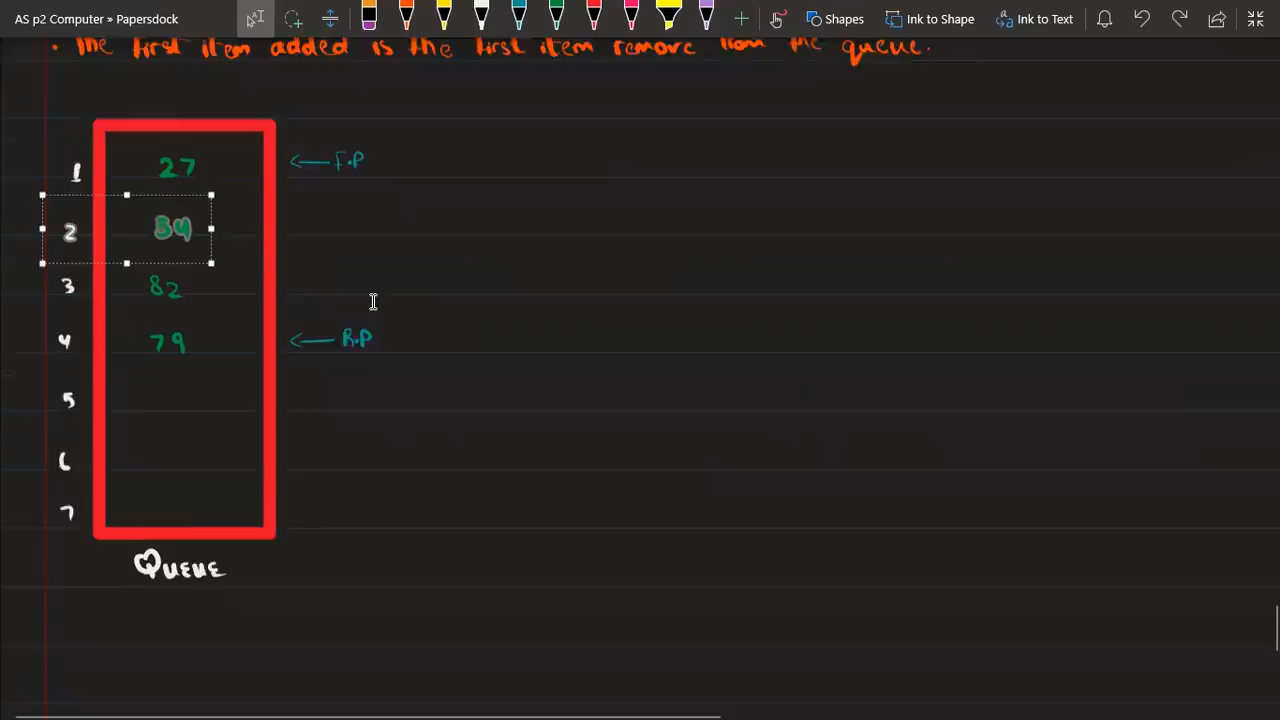 AS p2 Computer » Papersdock
Shapes
Ink to Shape
Ink to Text
• The first item added is the first item remove from the queue.
1 27 ← F.P
2 34
3 82
4 79 ← R.P
5
6
7
QUEUE